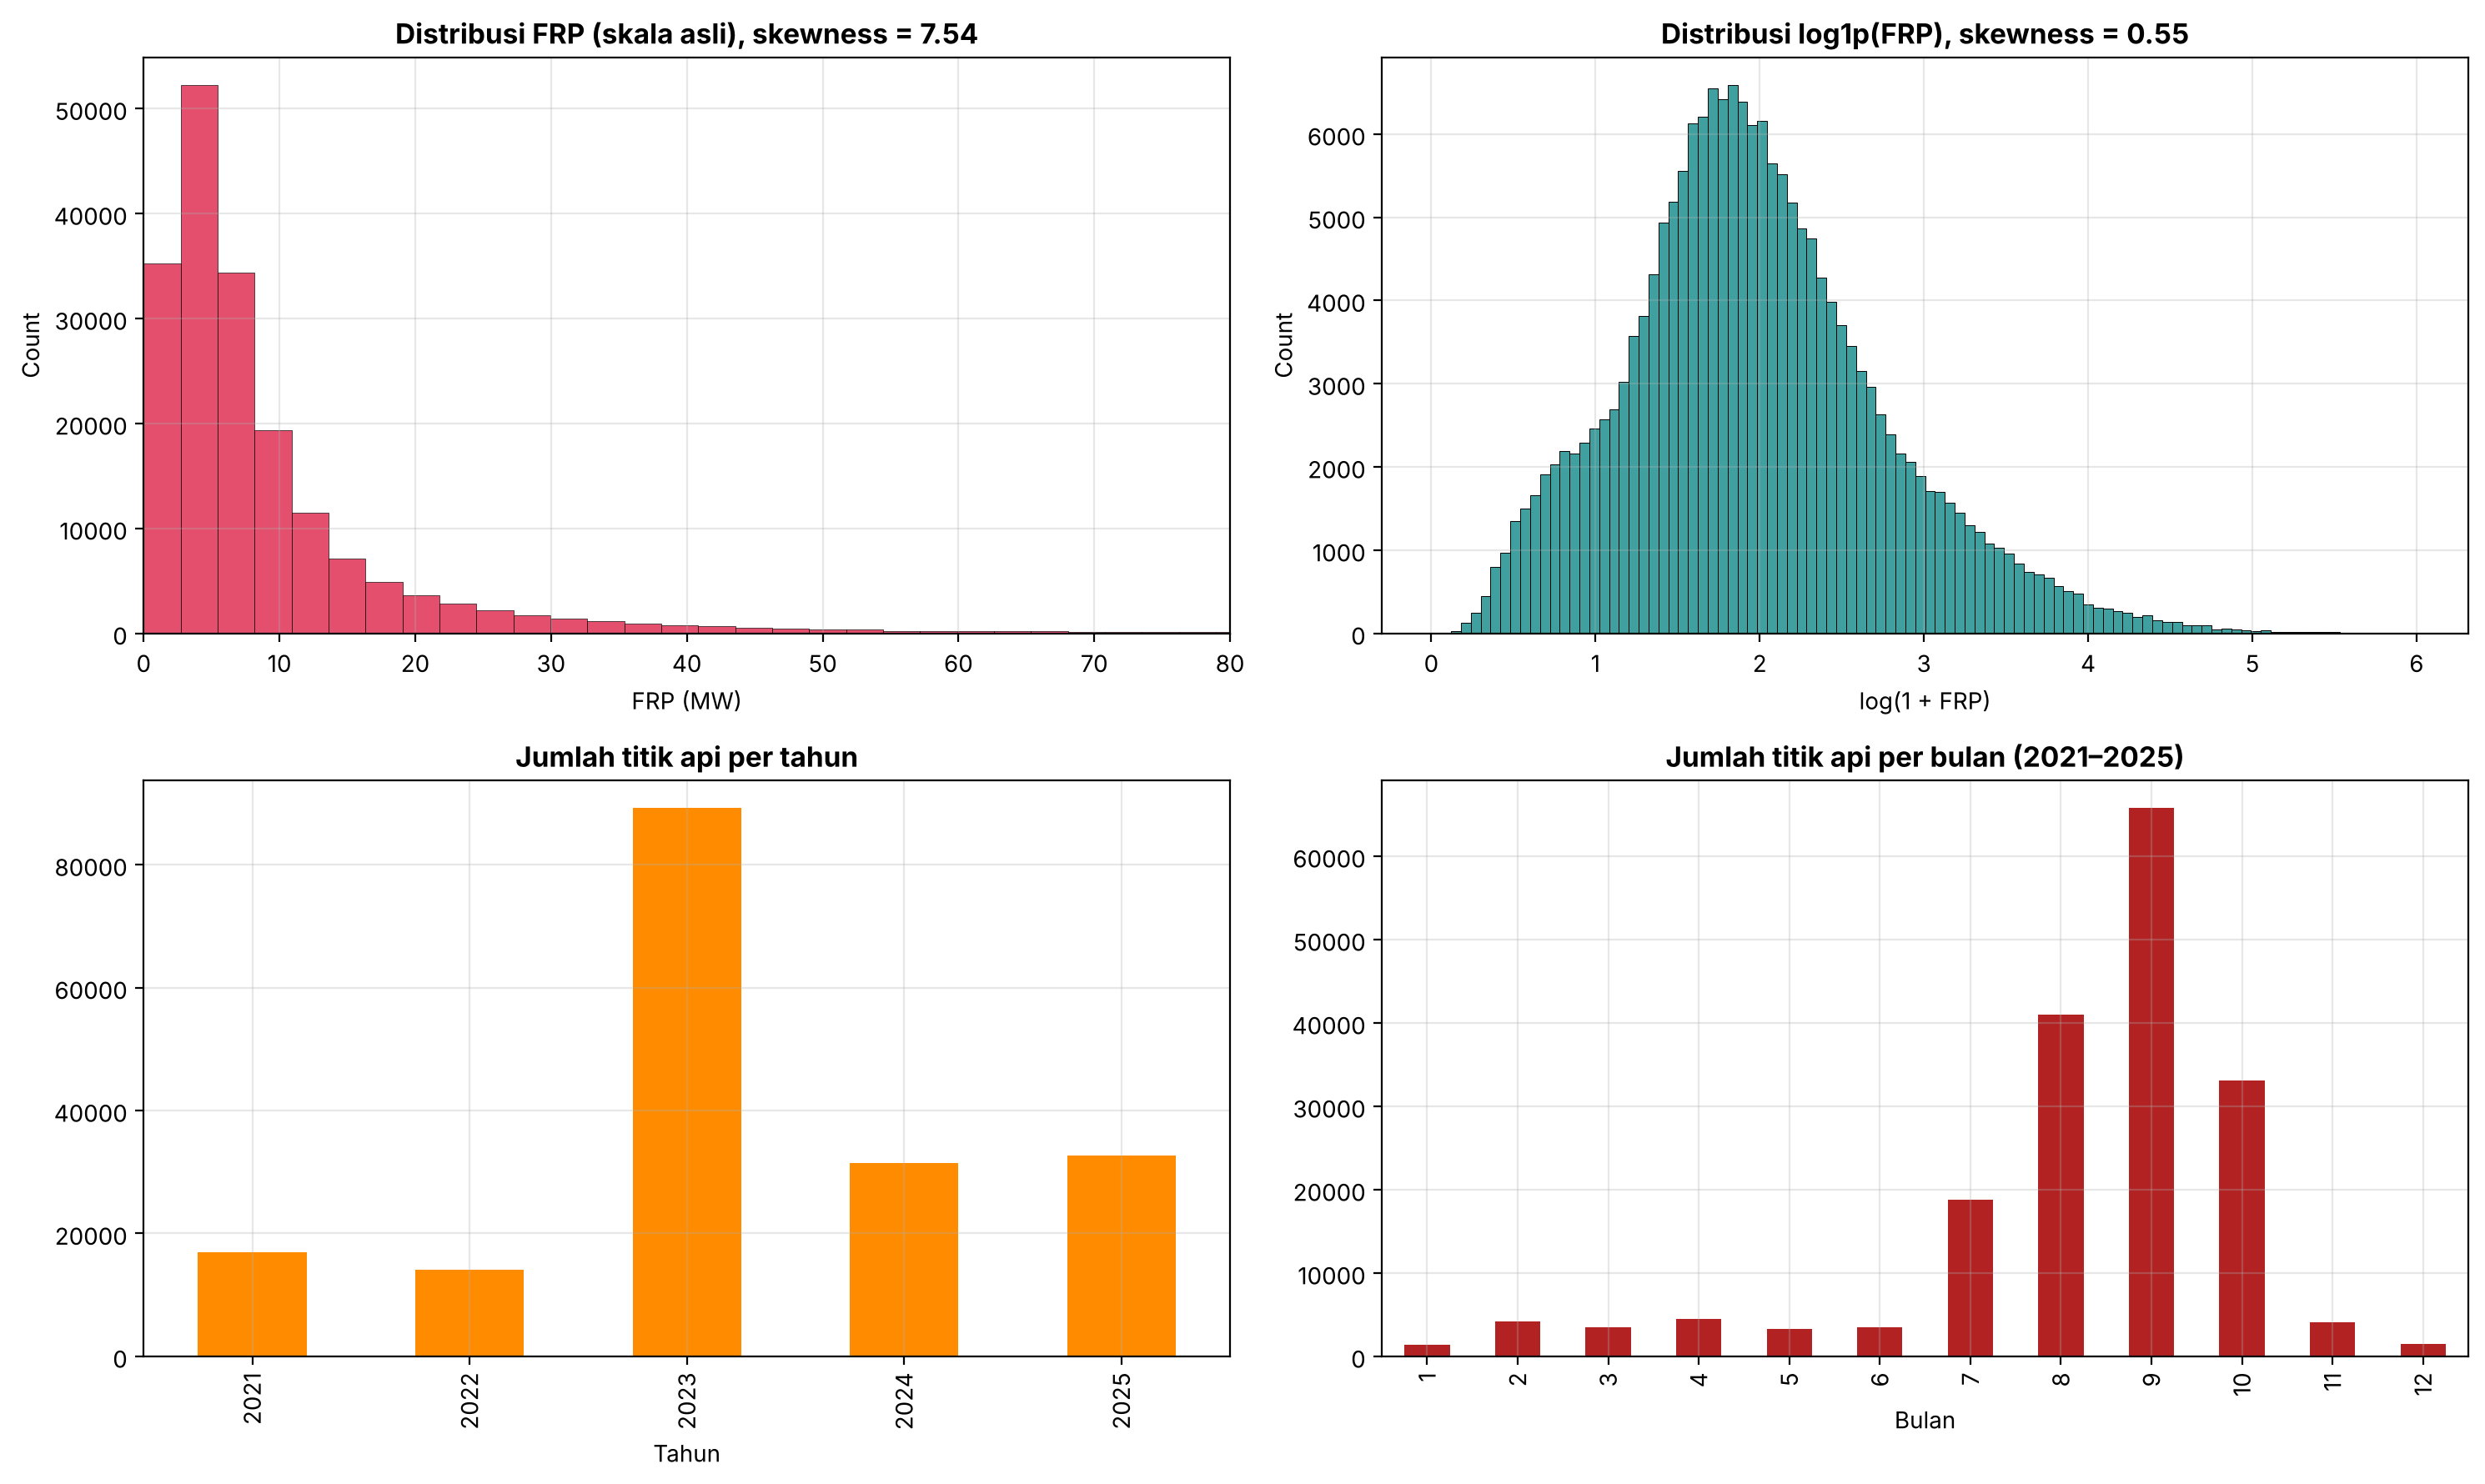 Distribusi FRP (skala asli), skewness = 7.54
50000
40000
30000
20000
10000
0
Count
0 10 20 30 40 50 60 70 80
FRP (MW)
Distribusi log1p(FRP), skewness = 0.55
6000
5000
4000
3000
2000
1000
0
Count
0 1 2 3 4 5 6
log(1 + FRP)
Jumlah titik api per tahun
80000
60000
40000
20000
0
2021 2022 2023 2024 2025
Tahun
Jumlah titik api per bulan (2021–2025)
60000
50000
40000
30000
20000
10000
0
1 2 3 4 5 6 7 8 9 10 11 12
Bulan